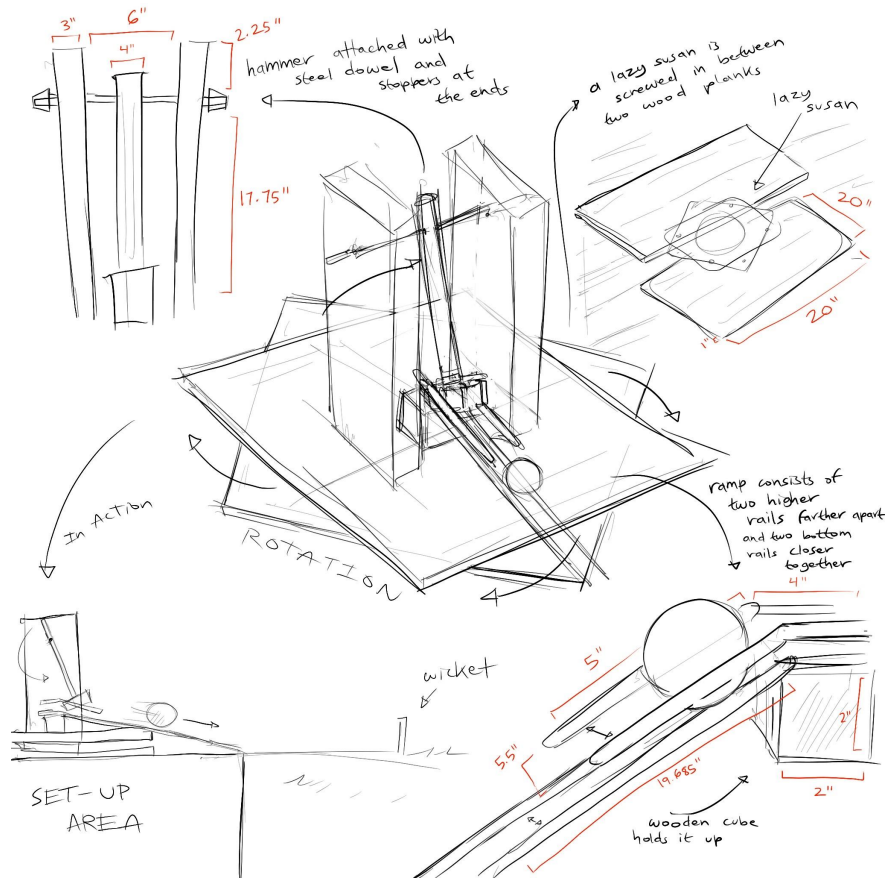 3"
6"
4"
2.25"
17.75"
hammer attached with
steel dowel and
stoppers at
the ends
a lazy susan is
screwed in between
two wood planks
lazy
susan
20"
20"
1"
ROTATION
In Action
ramp consists of
two higher
rails farther apart
and two bottom
rails closer
together
wicket
SET-UP
AREA
4"
5"
5.5"
19.685"
2"
2"
wooden cube
holds it up